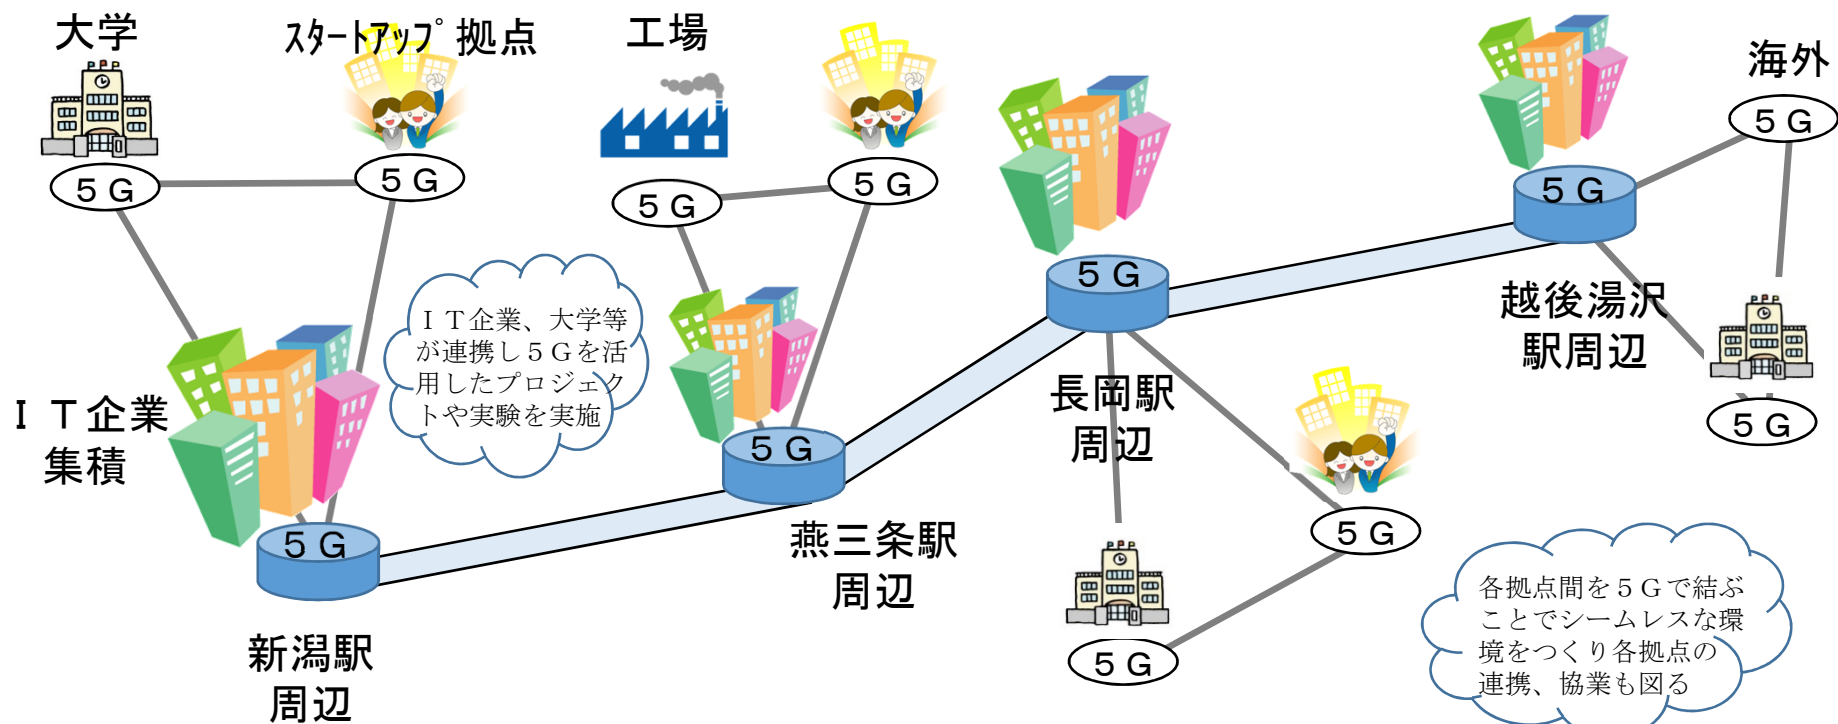 大学
ｽﾀｰﾄｱｯﾌﾟ拠点
工場
海外
５Ｇ
５Ｇ
５Ｇ
５Ｇ
５Ｇ
５Ｇ
５Ｇ
越後湯沢
駅周辺
ＩＴ企業、大学等
が連携し５Ｇを活
用したプロジェク
トや実験を実施
長岡駅
周辺
ＩＴ企業
集積
５Ｇ
５Ｇ
５Ｇ
５Ｇ
燕三条駅
周辺
新潟駅
周辺
５Ｇ
各拠点間を５Ｇで結ぶ
ことでシームレスな環
境をつくり各拠点の
連携、協業も図る